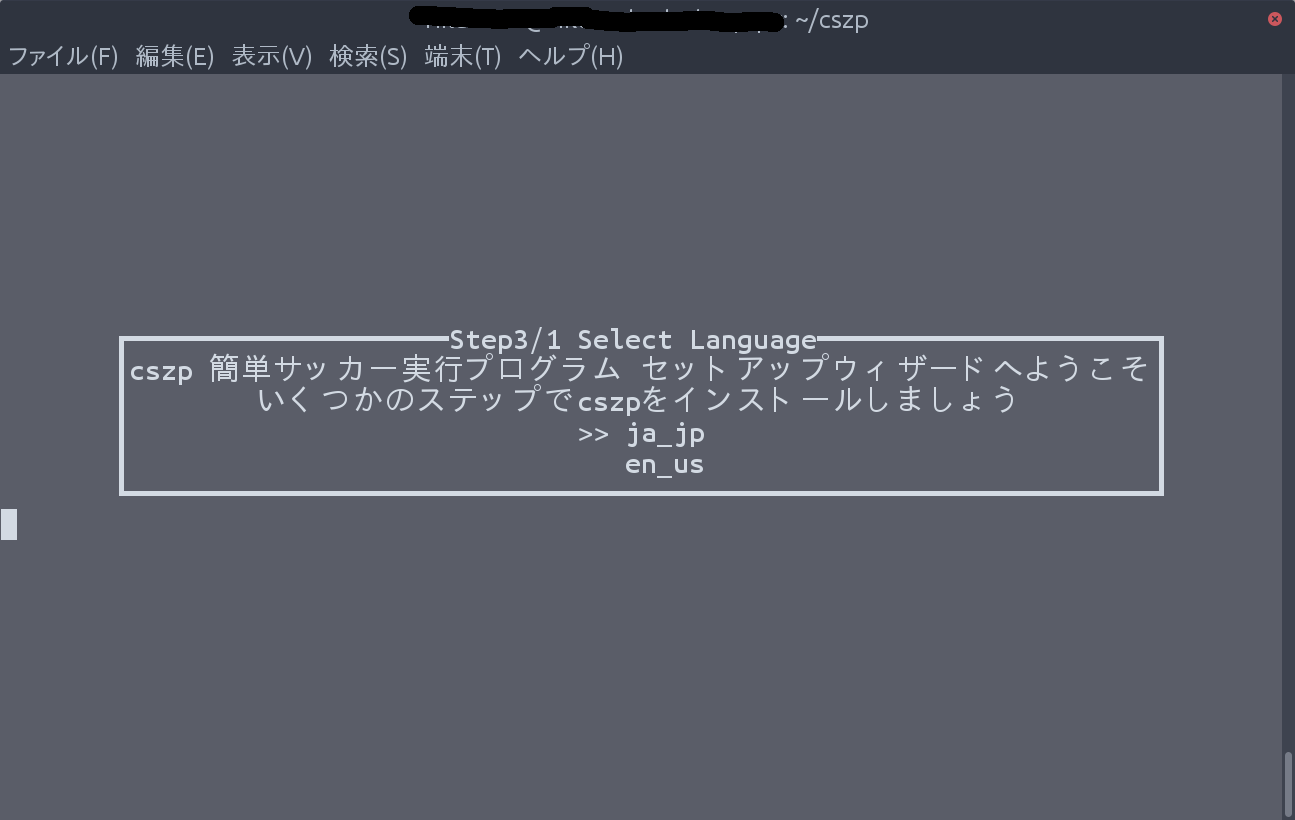 : ~/cszp
ファイル(F) 編集(E) 表示(V) 検索(S) 端末(T) ヘルプ(H)
Step3/1 Select Language
cszp 簡単サッカー実行プログラム セットアップウィザードへようこそ
いくつかのステップでcszpをインストールしましょう
>> ja_jp
en_us